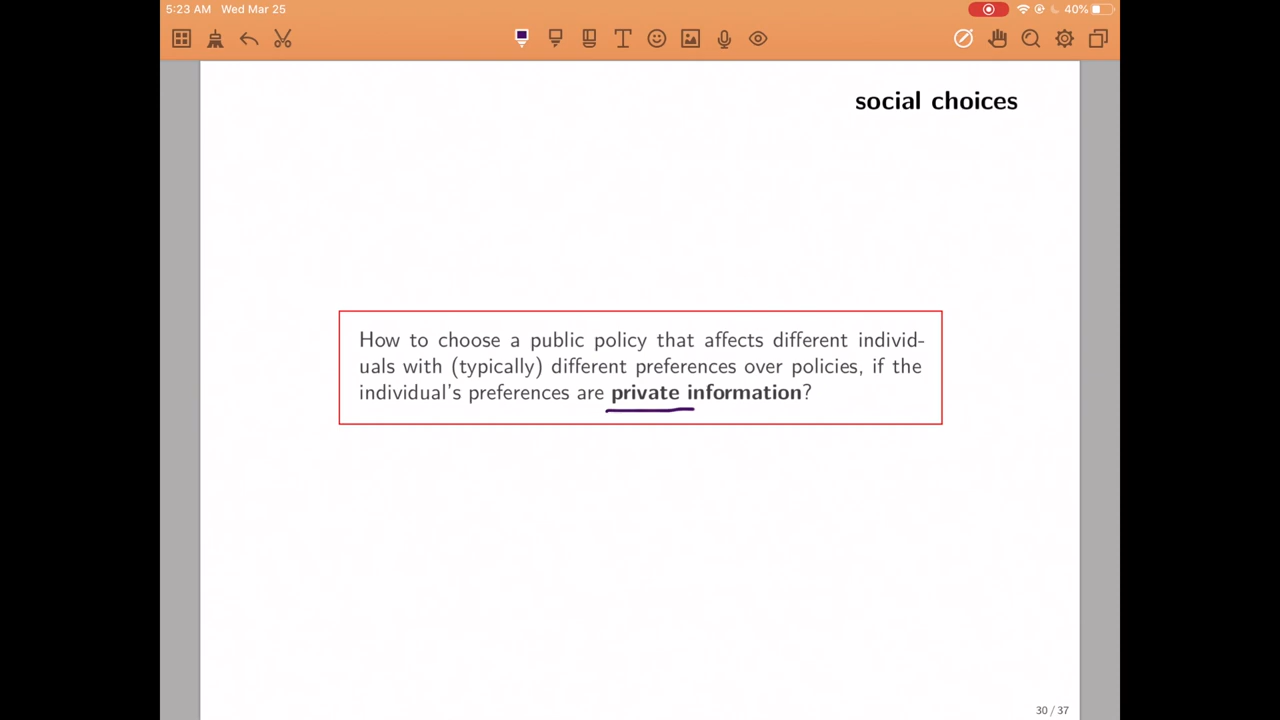 5:23 AM Wed Mar 25
40%
social choices
How to choose a public policy that affects different individ-
uals with (typically) different preferences over policies, if the
individual's preferences are private information?
30 / 37